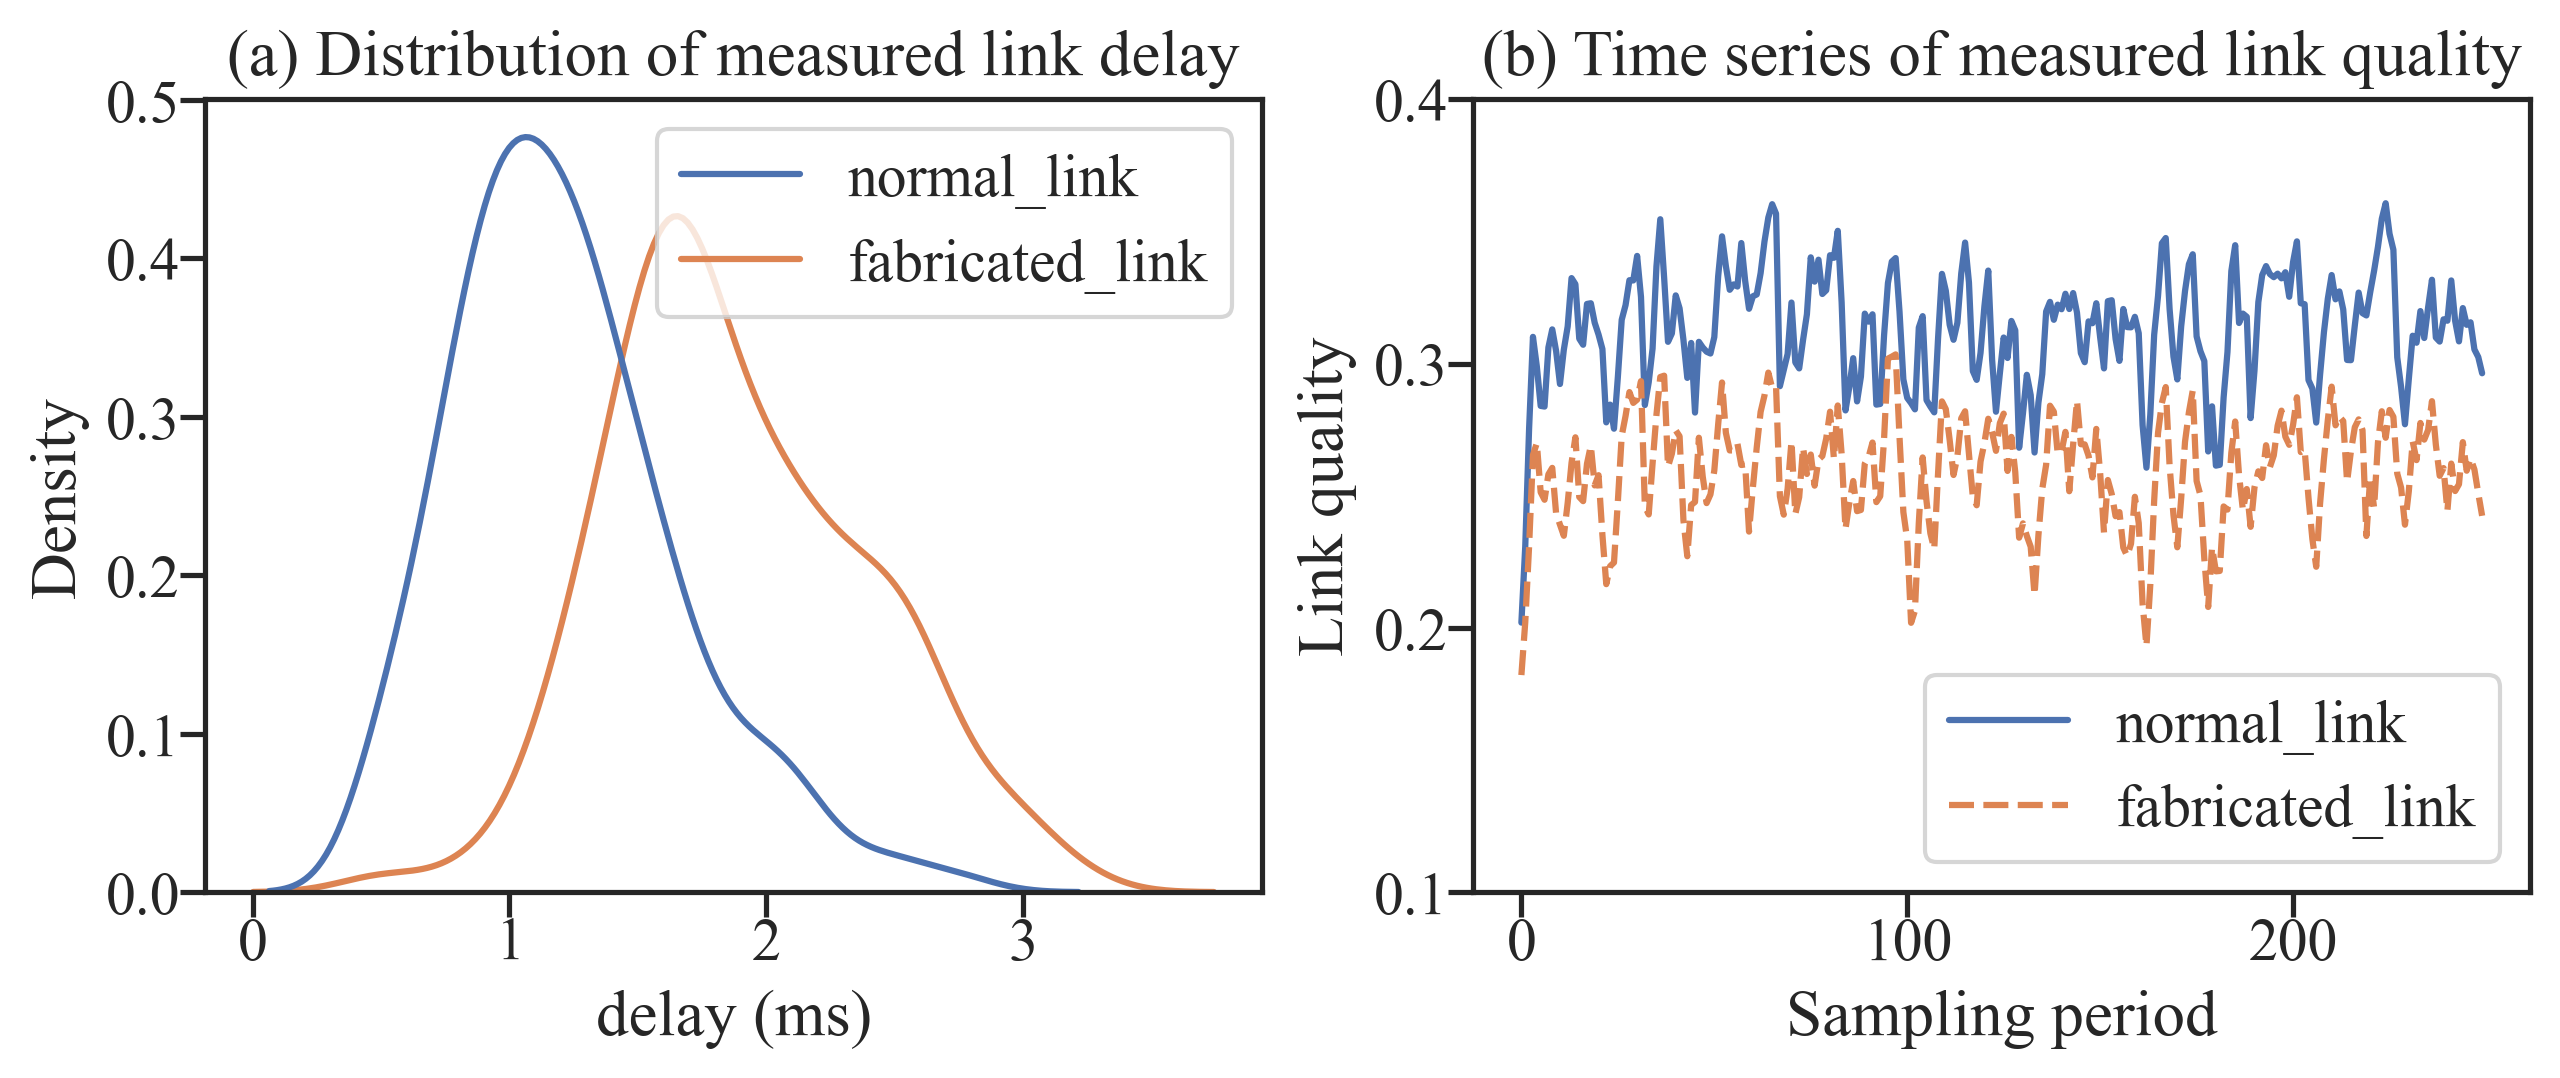 (a) Distribution of measured link delay
0.5
0.4
0.3
0.2
0.1
0.0
Density
normal_link
fabricated_link
0 1 2 3
delay (ms)
(b) Time series of measured link quality
0.4
0.3
0.2
0.1
Link quality
normal_link
fabricated_link
0 100 200
Sampling period